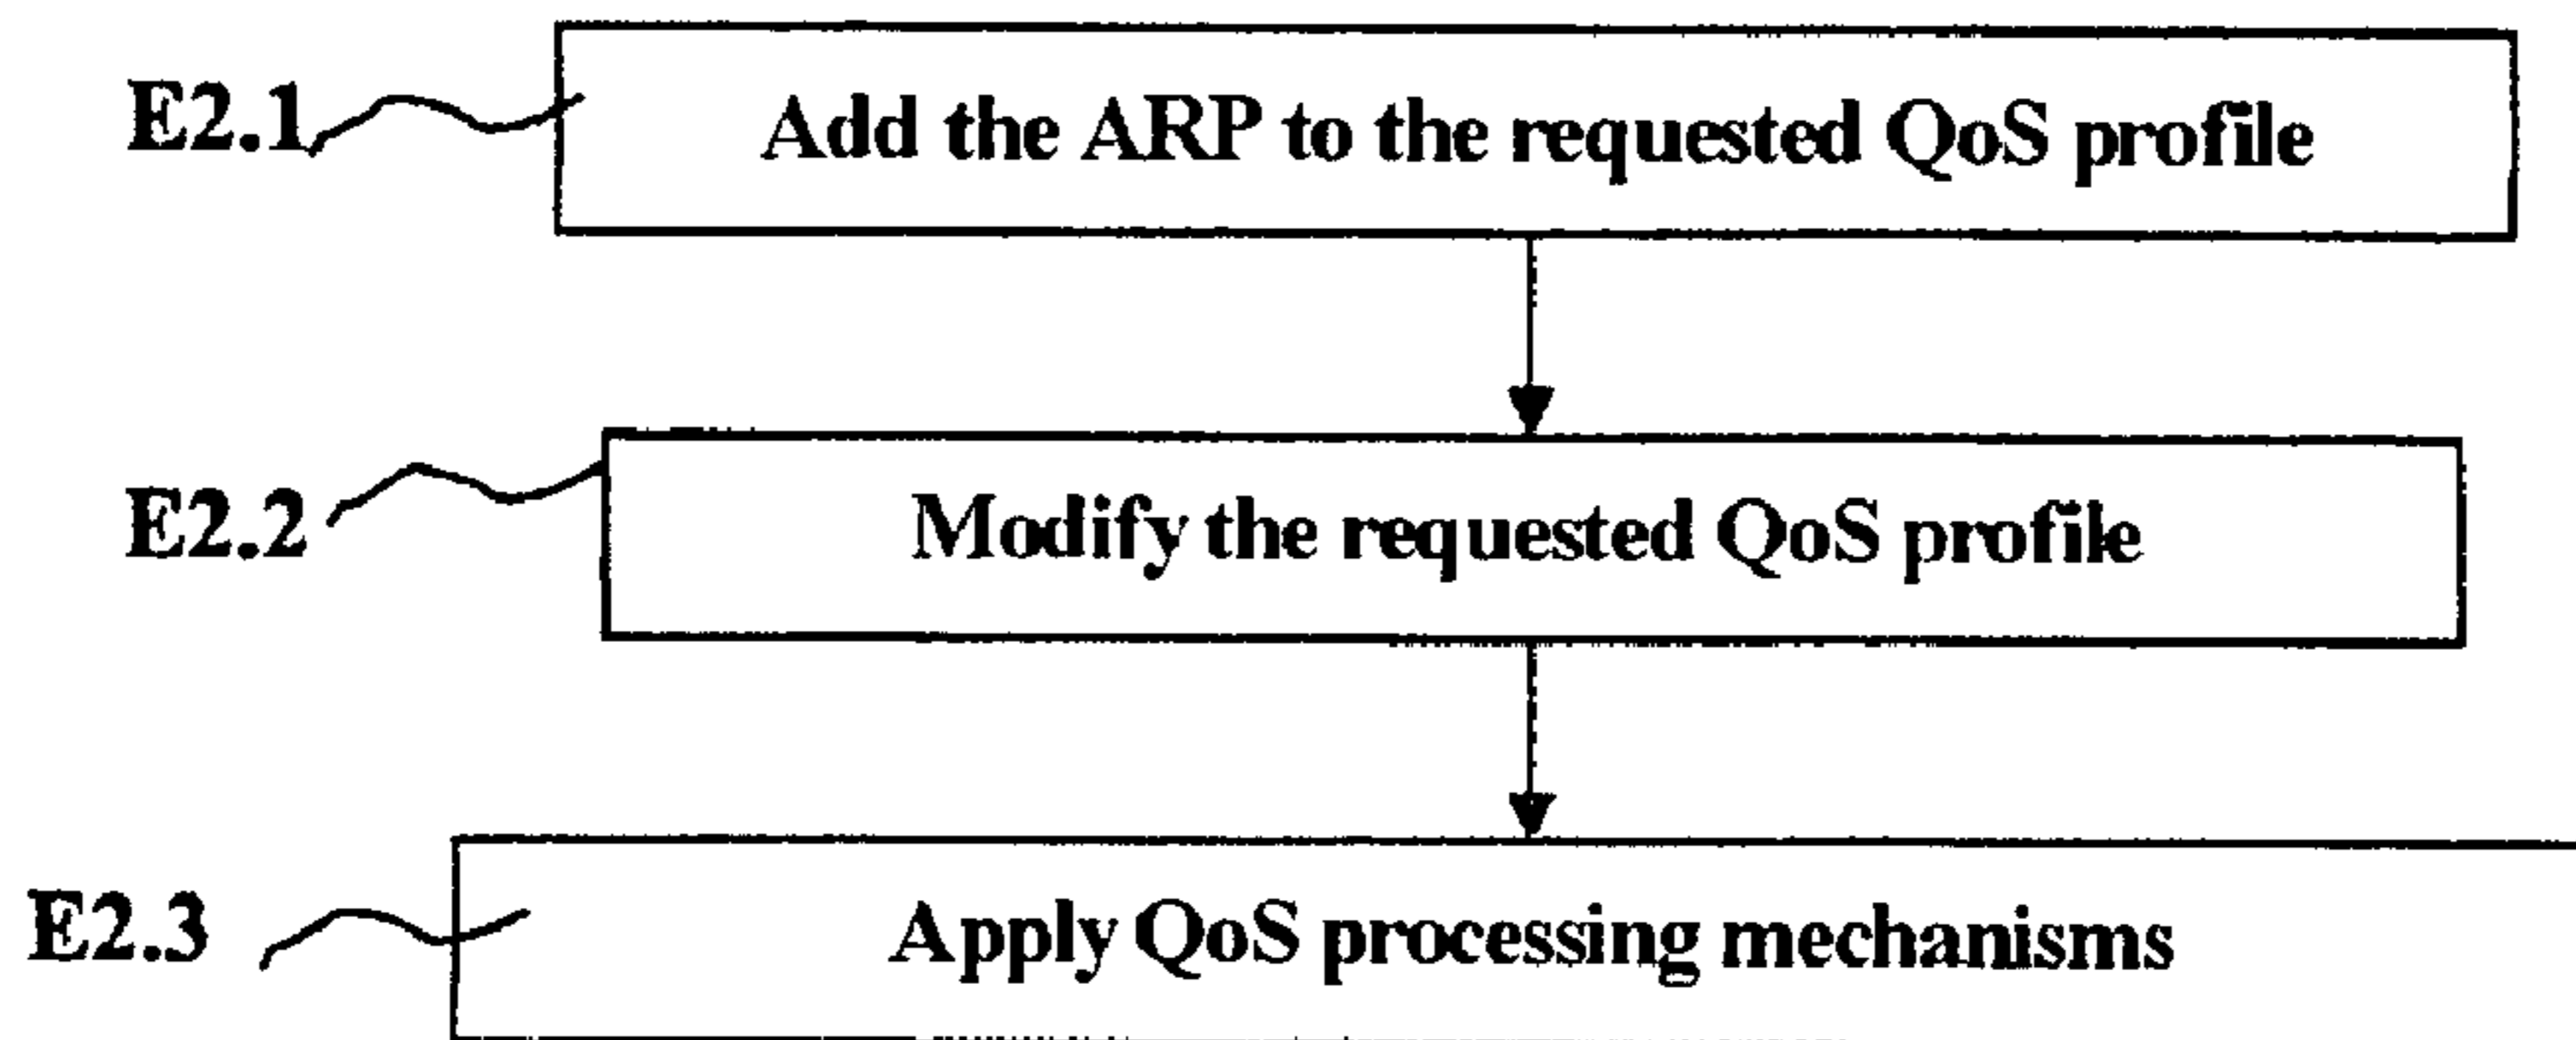 E2.1 Add the ARP to the requested QoS profile
E2.2 Modify the requested QoS profile
E2.3 Apply QoS processing mechanisms